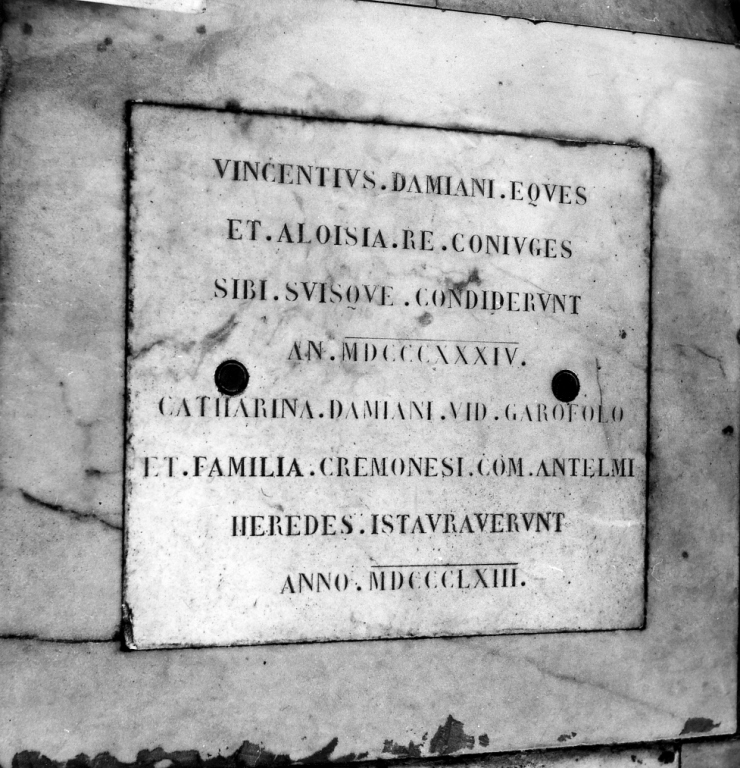 VINCENTIVS.DAMIANI.EQVES
ET.ALOISIA.RE.CONIVGES
SIBI.SVISQVE.CONDIDERVNT
AN.MDCCCXXXIV.
CATHARINA.DAMIANI.VID.GAROFOLO
ET.FAMILIA.CREMONESI.COM.ANTELMI
HEREDES.ISTAVRAVERVNT
ANNO.MDCCCLXIII.